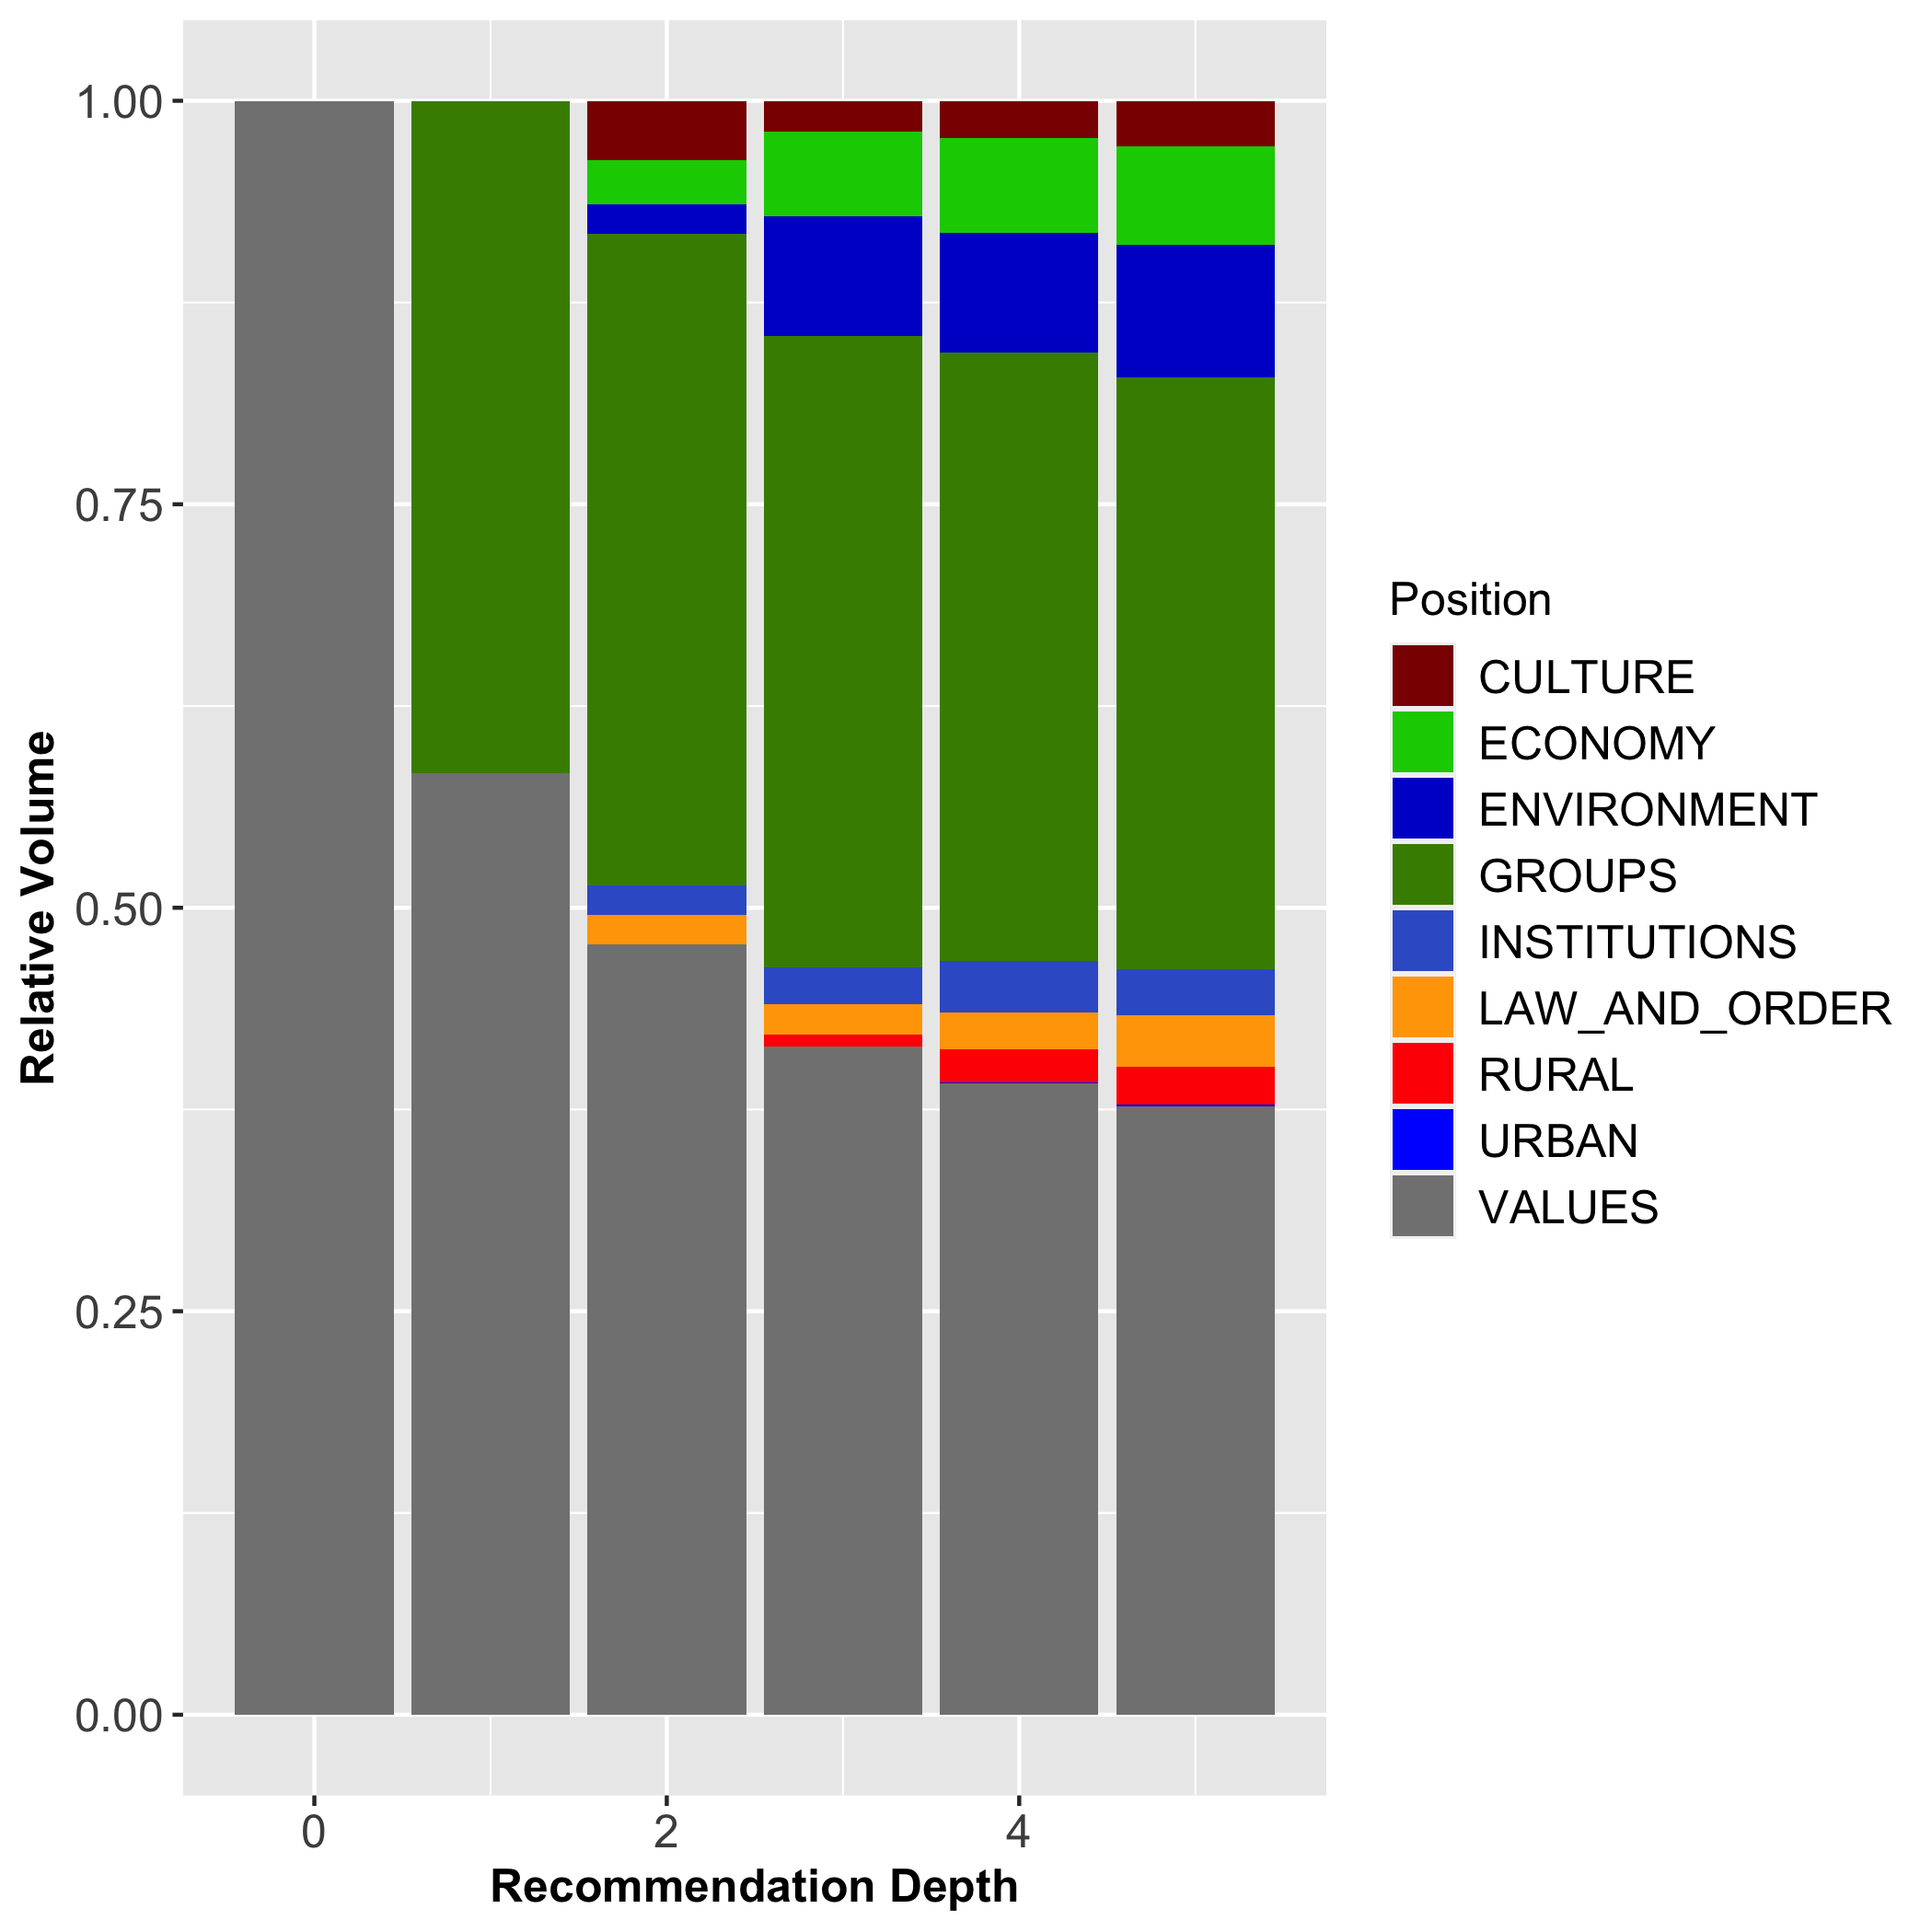 1.00
0.75
0.50
0.25
0.00
Relative Volume
0
2
4
Recommendation Depth
Position
CULTURE
ECONOMY
ENVIRONMENT
GROUPS
INSTITUTIONS
LAW_AND_ORDER
RURAL
URBAN
VALUES